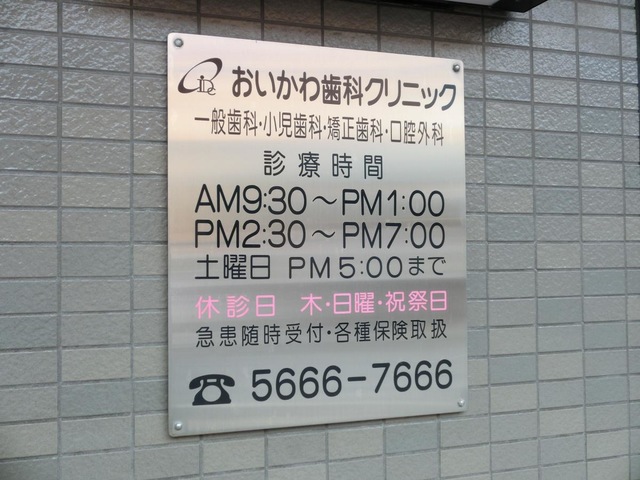 IDC おいかわ歯科クリニック
一般歯科・小児歯科・矯正歯科・口腔外科
診療時間
AM9:30～PM1:00
PM2:30～PM7:00
土曜日 PM5:00まで
休診日 木・日曜・祝祭日
急患随時受付・各種保険取扱
☎ 5666-7666